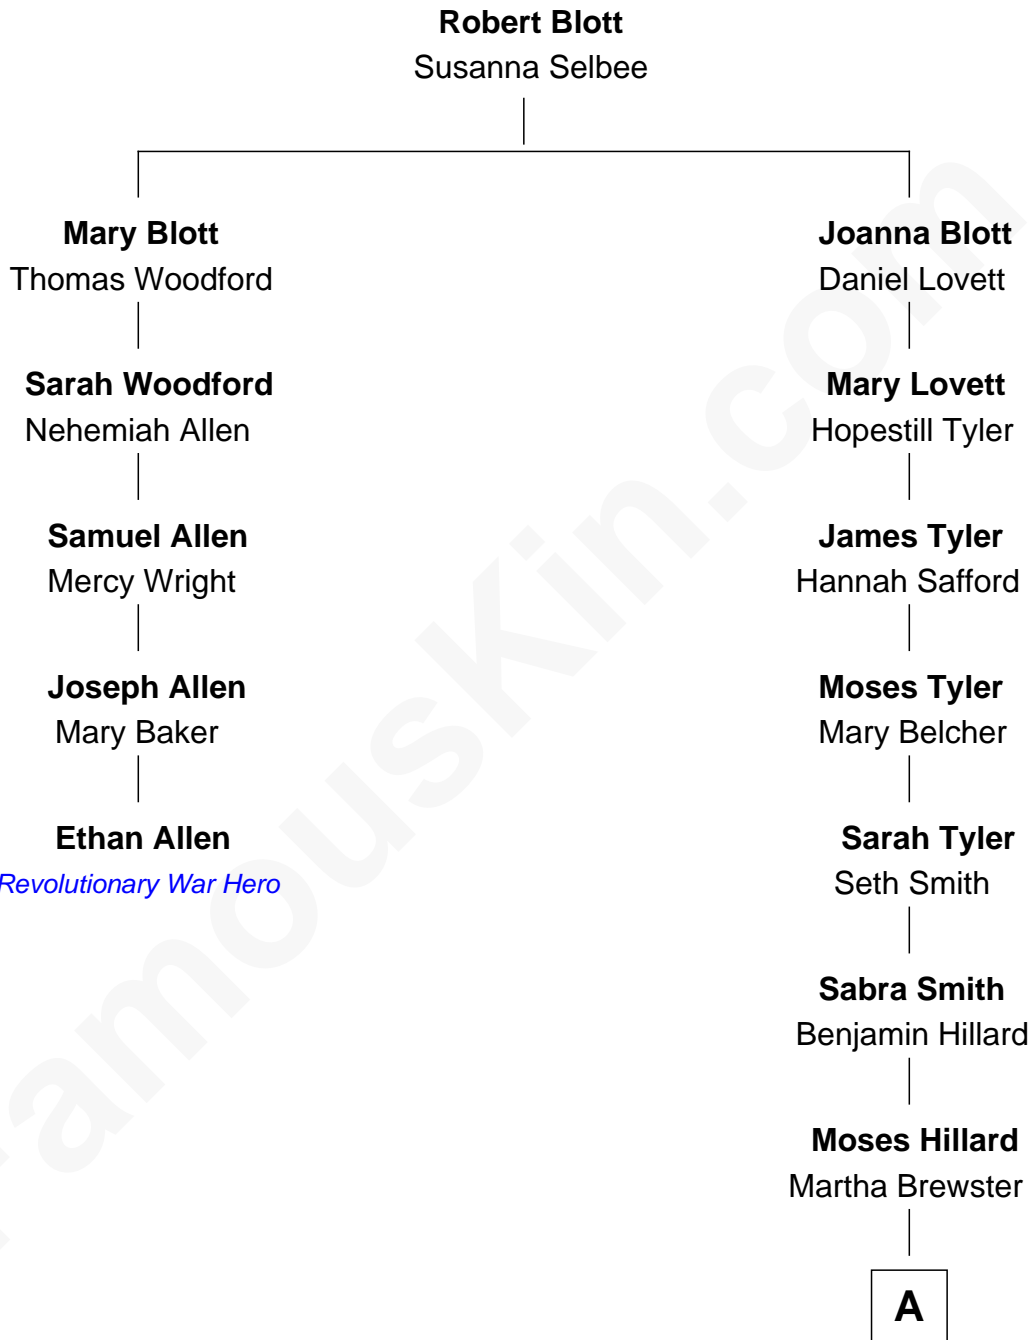 Robert Blott
Susanna Selbee
Mary Blott
Thomas Woodford
Joanna Blott
Daniel Lovett
Sarah Woodford
Nehemiah Allen
Mary Lovett
Hopestill Tyler
Samuel Allen
Mercy Wright
James Tyler
Hannah Safford
Joseph Allen
Mary Baker
Moses Tyler
Mary Belcher
Ethan Allen
Revolutionary War Hero
Sarah Tyler
Seth Smith
Sabra Smith
Benjamin Hillard
Moses Hillard
Martha Brewster
A
FamousKin.com